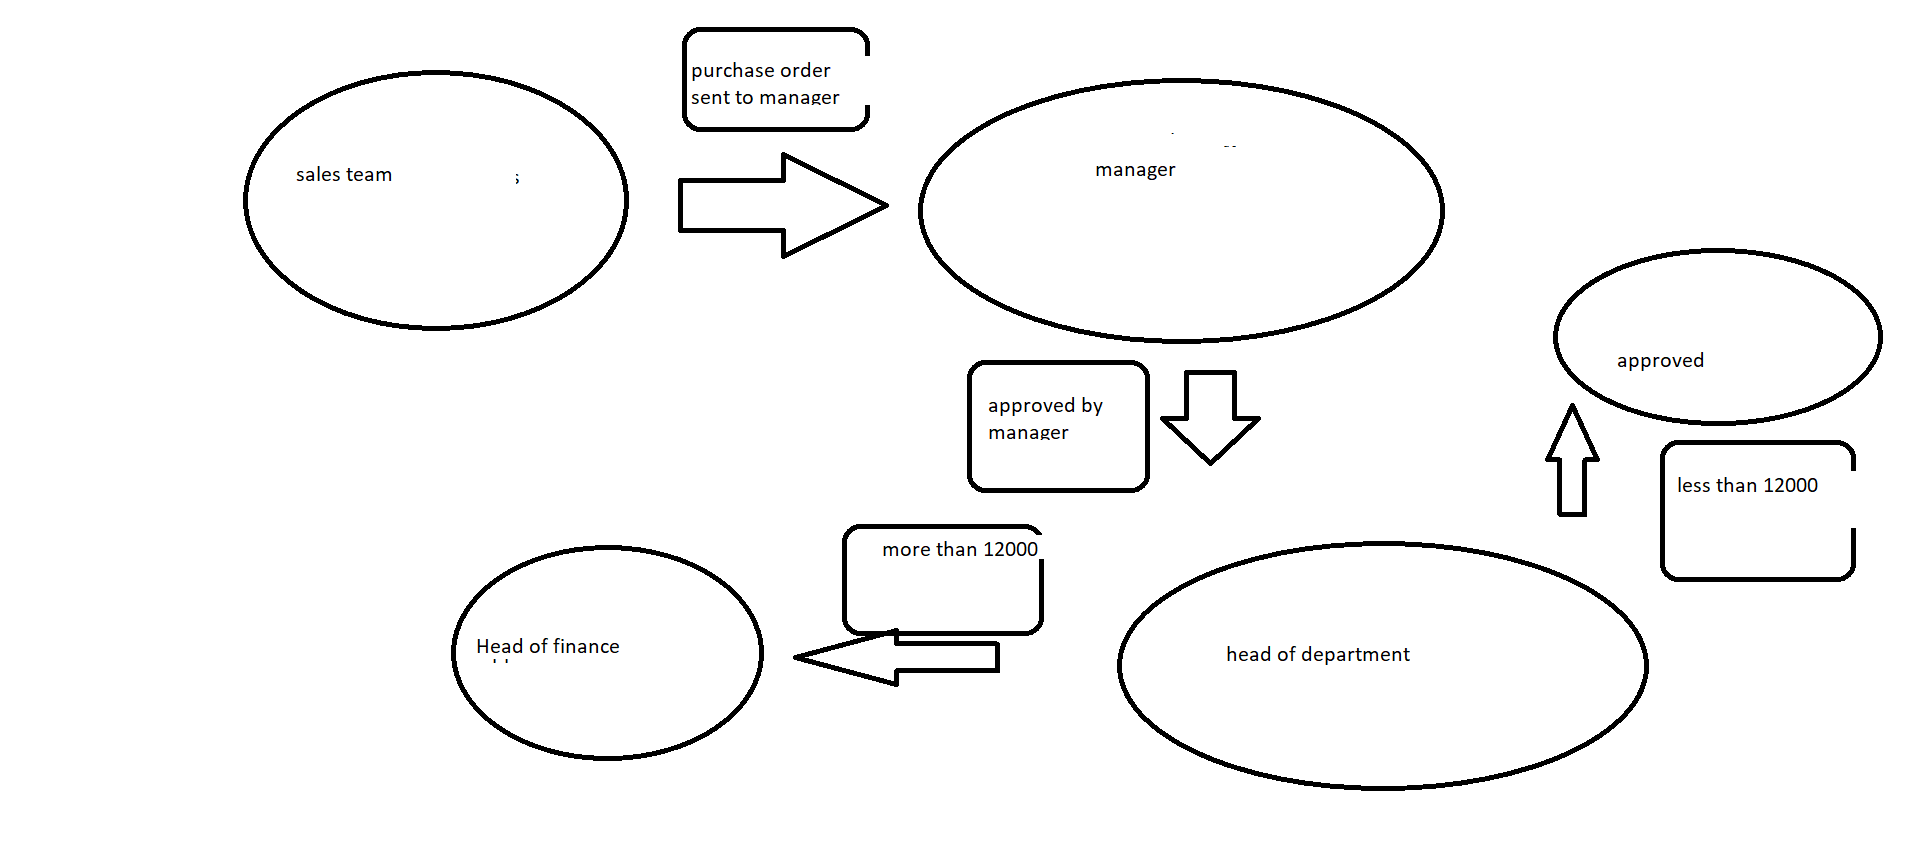 purchase order
sent to manager
sales team
manager
approved
approved by
manager
less than 12000
more than 12000
Head of finance
head of department